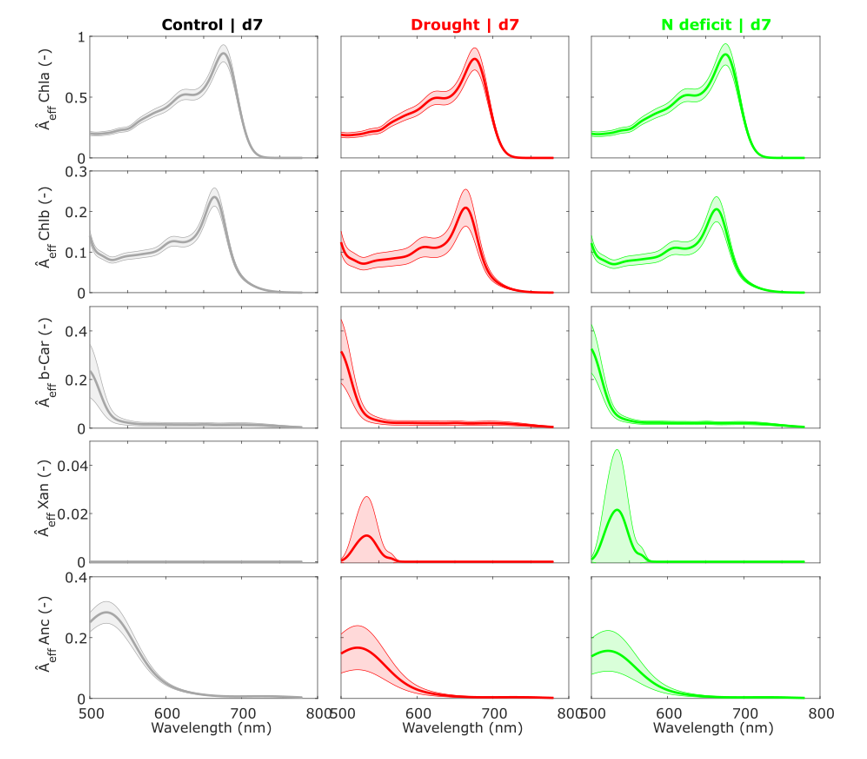 Control | d7 Drought | d7 N deficit | d7
Âeff Chla (-)
1
0.5
0
Âeff Chlb (-)
0.3
0.2
0.1
0
Âeff b-Car (-)
0.4
0.2
0
Âeff Xan (-)
0.04
0.02
0
Âeff Anc (-)
0.4
0.2
0
500 600 700 800 500 600 700 800 500 600 700 800
Wavelength (nm) Wavelength (nm) Wavelength (nm)